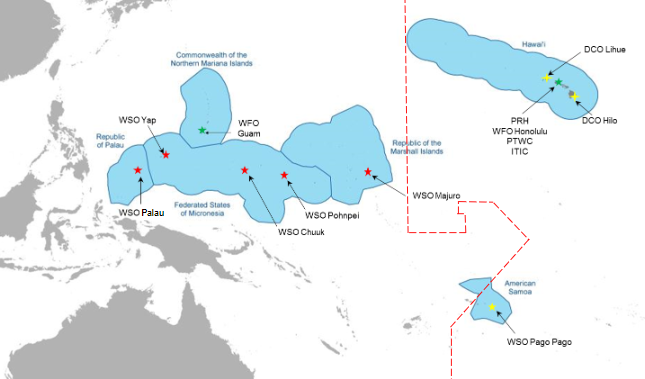 Hawai'i
DCO Lihue
Commonwealth of the
Northern Mariana Islands
WSO Yap
WFO
Guam
PRH
WFO Honolulu
PTWC
ITIC
DCO Hilo
Republic
of Palau
Republic of the
Marshall Islands
WSO Palau
Federated States
of Micronesia
WSO Pohnpei
WSO Majuro
WSO Chuuk
American
Samoa
WSO Pago Pago